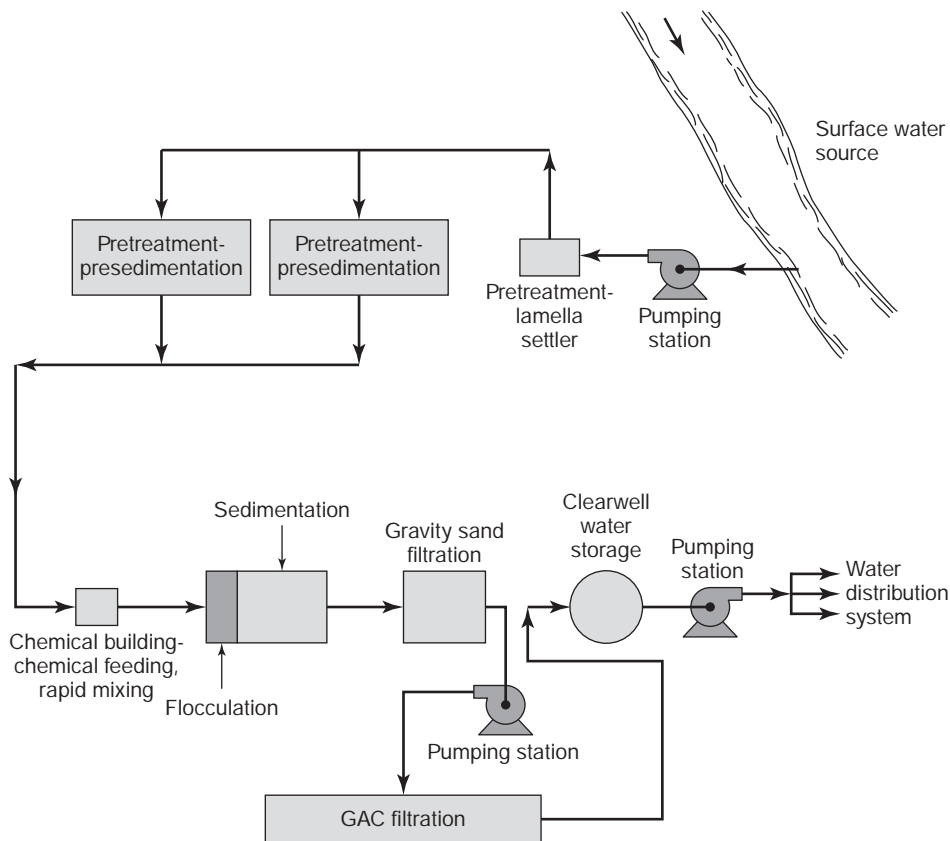 Surface water
source
Pretreatment-
presedimentation
Pretreatment-
presedimentation
Pretreatment-
lamella
settler
Pumping
station
Sedimentation
Gravity sand
filtration
Clearwell
water
storage
Pumping
station
Water
distribution
system
Chemical building-
chemical feeding,
rapid mixing
Flocculation
Pumping station
GAC filtration